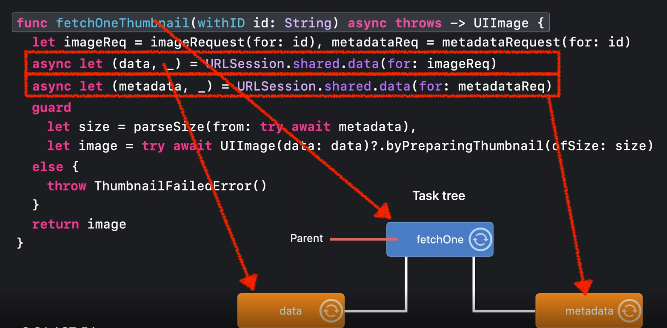 func fetchOneThumbnail(withID id: String) async throws -> UIImage {
let imageReq = imageRequest(for: id), metadataReq = metadataRequest(for: id)
async let (data, _) = URLSession.shared.data(for: imageReq)
async let (metadata, _) = URLSession.shared.data(for: metadataReq)
guard
let size = parseSize(from: try await metadata),
let image = try await UIImage(data: data)?.byPreparingThumbnail(ofSize: size)
else {
throw ThumbnailFailedError()
}
return image
}
Task tree
Parent
fetchOne
data
metadata